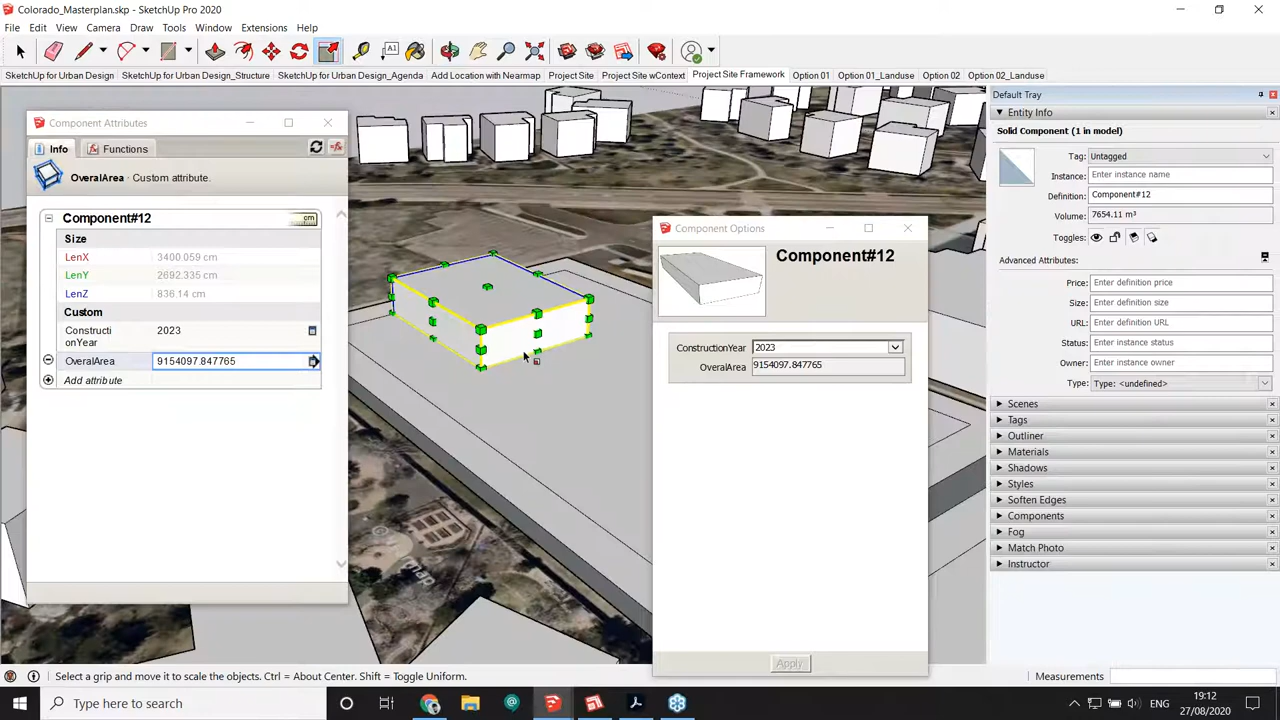 Colorado_Masterplan.skp - SketchUp Pro 2020
File Edit View Camera Draw Tools Window Extensions Help
A1
SketchUp for Urban Design SketchUp for Urban Design_Structure SketchUp for Urban Design_Agenda Add Location with Nearmap Project Site Project Site wContext Project Site Framework Option 01 Option 01_Landuse Option 02 Option 02_Landuse
Component Attributes
Info Functions
OveralArea - Custom attribute.
Component#12 cm
Size
LenX 3400.059 cm
LenY 2692.335 cm
LenZ 836.14 cm
Custom
Constructi
onYear 2023
OveralArea 9154097.847765
Add attribute
Component Options
Component#12
ConstructionYear 2023
OveralArea 9154097.847765
Apply
Default Tray
Entity Info
Solid Component (1 in model)
Tag: Untagged
Instance: Enter instance name
Definition: Component#12
Volume: 7654.11 m³
Toggles:
Advanced Attributes:
Price: Enter definition price
Size: Enter definition size
URL: Enter definition URL
Status: Enter definition status
Owner: Enter definition owner
Type: Type: <undefined>
Scenes
Tags
Outliner
Materials
Shadows
Styles
Soften Edges
Components
Fog
Match Photo
Instructor
Select a grip and move it to scale the objects. Ctrl = About Center. Shift = Toggle Uniform.
Measurements
Type here to search
19:12
27/08/2020